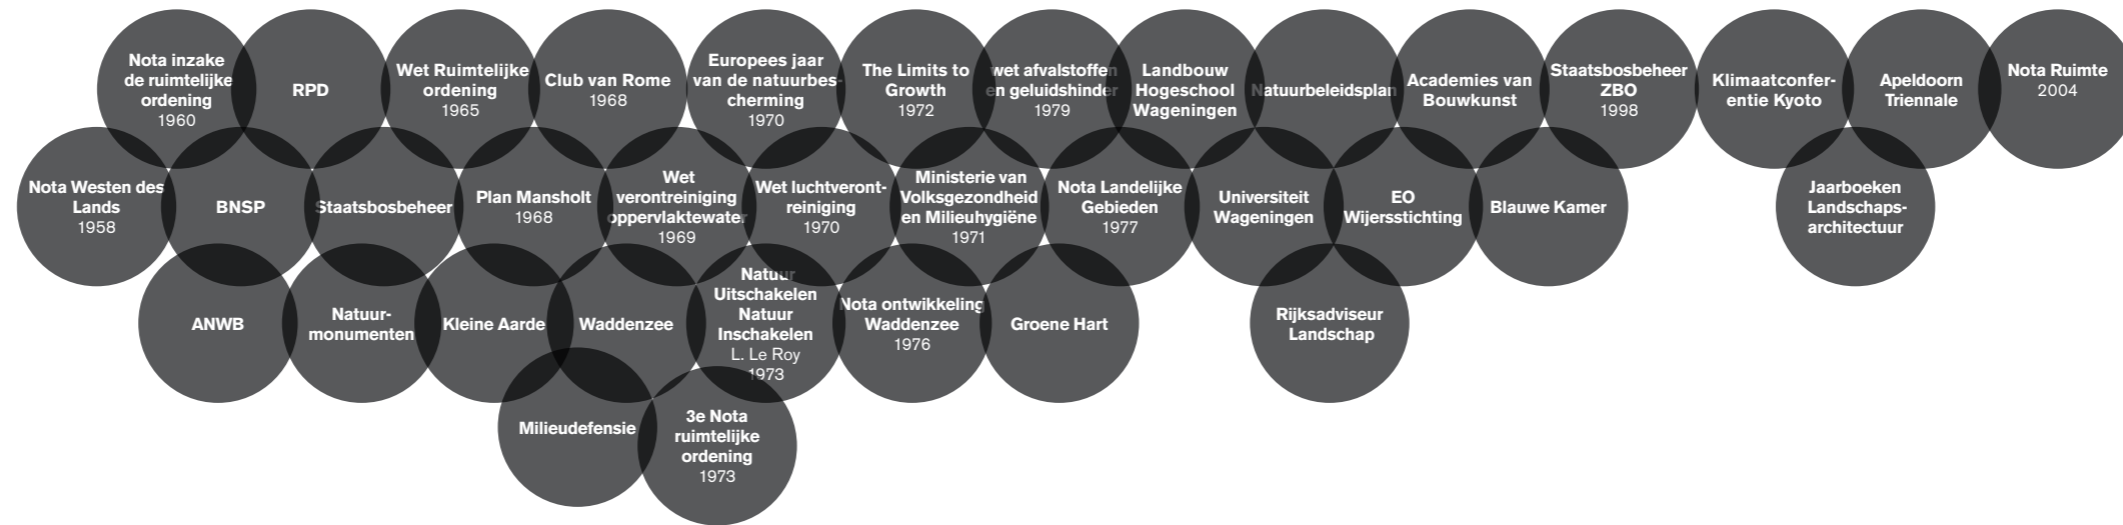 Nota inzake
de ruimtelijke
ordening
1960
RPD
Wet Ruimtelijke
ordening
1965
Club van Rome
1968
Europees jaar
van de natuurbes-
cherming
1970
The Limits to
Growth
1972
wet afvalstoffen
en geluidshinder
1979
Landbouw
Hogeschool
Wageningen
Natuurbeleidsplan
Academies van
Bouwkunst
Staatsbosbeheer
ZBO
1998
Klimaatconfer-
entie Kyoto
Apeldoorn
Triennale
Nota Ruimte
2004
Nota Westen des
Lands
1958
BNSP
Staatsbosbeheer
Plan Mansholt
1968
Wet
verontreiniging
oppervlaktewater
1969
Wet luchtveront-
reiniging
1970
Ministerie van
Volksgezondheid
en Milieuhygiëne
1971
Nota Landelijke
Gebieden
1977
Universiteit
Wageningen
EO
Wijersstichting
Blauwe Kamer
Jaarboeken
Landschaps-
architectuur
ANWB
Natuur-
monumenten
Kleine Aarde
Waddenzee
Natuur
Uitschakelen
Natuur
Inschakelen
L. Le Roy
1973
Nota ontwikkeling
Waddenzee
1976
Groene Hart
Rijksadviseur
Landschap
Milieudefensie
3e Nota
ruimtelijke
ordening
1973